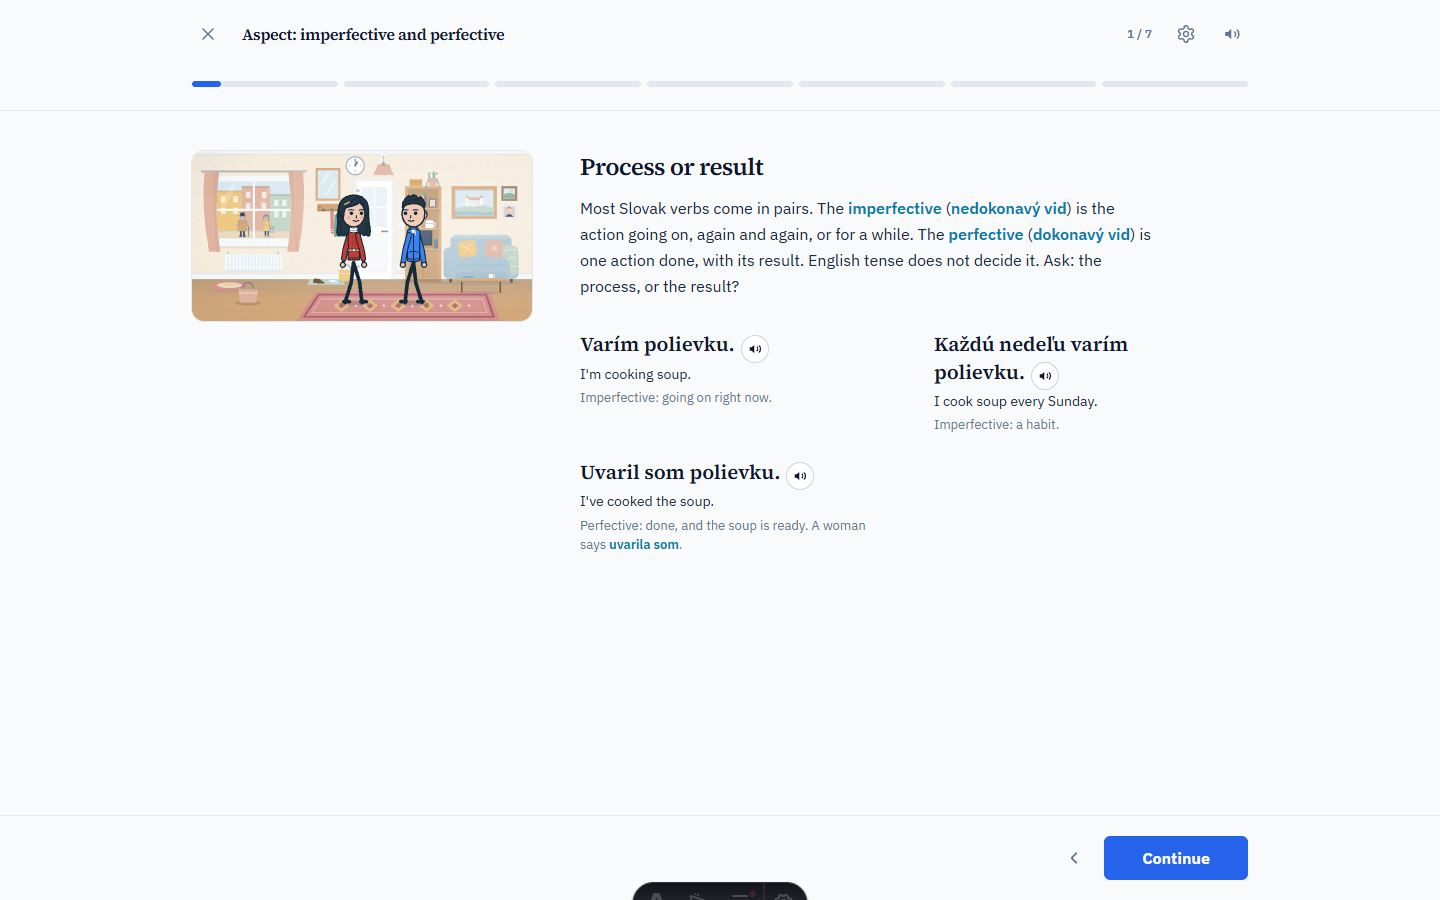 Aspect: imperfective and perfective
1 / 7
Process or result
Most Slovak verbs come in pairs. The imperfective (nedokonavý vid) is the
action going on, again and again, or for a while. The perfective (dokonavý vid) is
one action done, with its result. English tense does not decide it. Ask: the
process, or the result?
Varím polievku.
I'm cooking soup.
Imperfective: going on right now.
Každú nedeľu varím
polievku.
I cook soup every Sunday.
Imperfective: a habit.
Uvaril som polievku.
I've cooked the soup.
Perfective: done, and the soup is ready. A woman
says uvarila som.
Continue